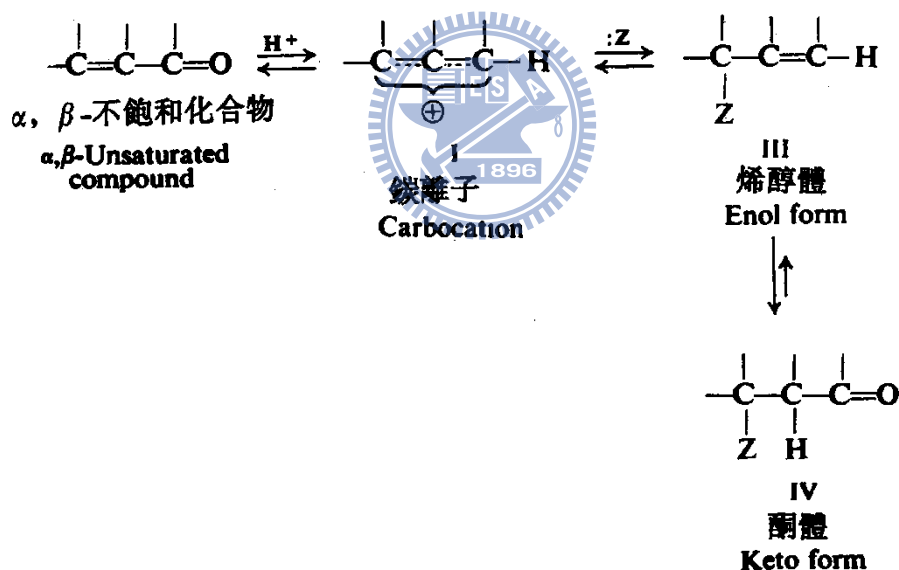 C=C—C=O
H⁺
C C C—H
:Z
C—C=C—H
⊕
Z
α, β-不飽和化合物
α,β-Unsaturated
compound
I
離子
Carbocation
ES A
1896
III
烯醇體
Enol form
C—C—C=O
Z H
IV
酮體
Keto form